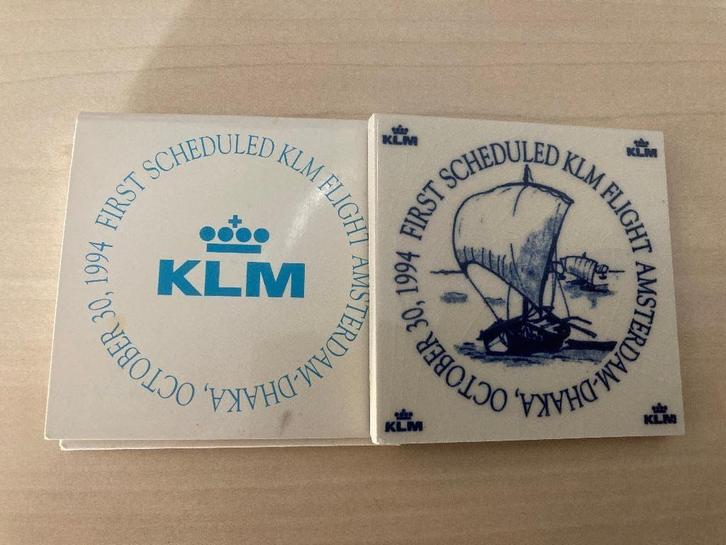 FIRST SCHEDULED KLM FLIGHT AMSTERDAM-DHAKA, OCTOBER 30, 1994
KLM
KLM
KLM
FIRST SCHEDULED KLM FLIGHT AMSTERDAM-DHAKA, OCTOBER 30, 1994
KLM
KLM